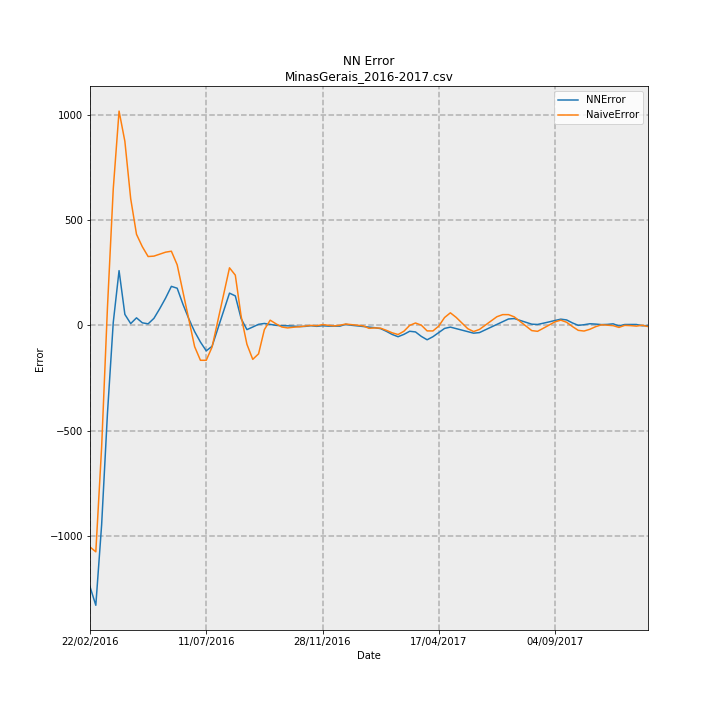 NN Error
MinasGerais_2016-2017.csv
NNError
NaiveError
1000
500
0
−500
−1000
Error
22/02/2016
11/07/2016
28/11/2016
17/04/2017
04/09/2017
Date